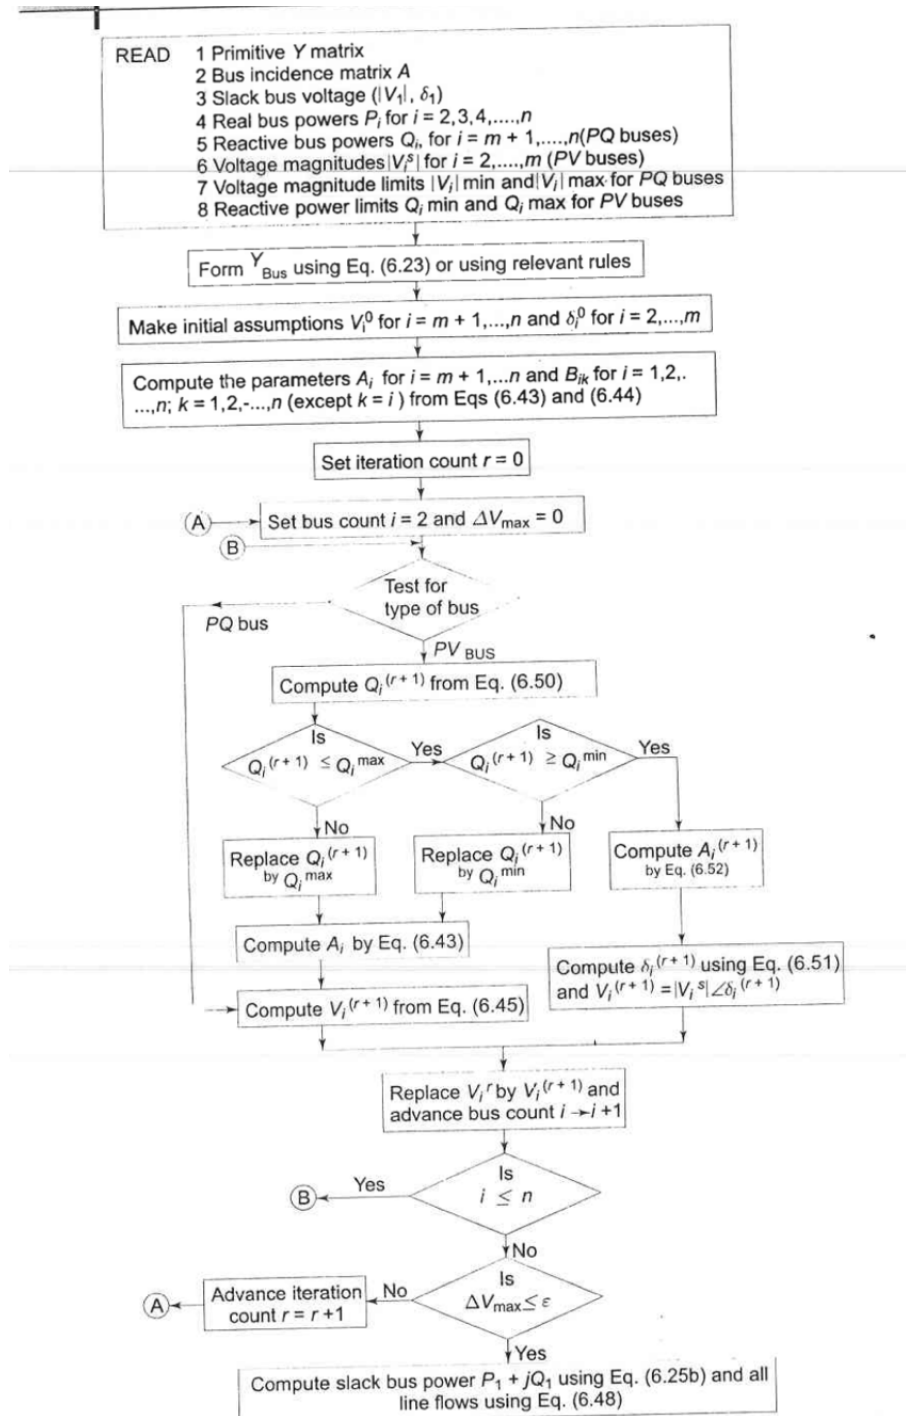 READ 1 Primitive Y matrix
2 Bus incidence matrix A
3 Slack bus voltage (|V₁|, δ₁)
4 Real bus powers Pᵢ for i = 2,3,4,....,n
5 Reactive bus powers Qᵢ, for i = m + 1,....,n(PQ buses)
6 Voltage magnitudes|Vᵢˢ| for i = 2,....,m (PV buses)
7 Voltage magnitude limits |Vᵢ| min and|Vᵢ| max for PQ buses
8 Reactive power limits Qᵢ min and Qᵢ max for PV buses
Form Y Bus using Eq. (6.23) or using relevant rules
Make initial assumptions Vᵢ⁰ for i = m + 1,...,n and δᵢ⁰ for i = 2,...,m
Compute the parameters Aᵢ for i = m + 1,...n and Bᵢₖ for i = 1,2,.
...,n; k = 1,2,-...,n (except k = i ) from Eqs (6.43) and (6.44)
Set iteration count r = 0
A
Set bus count i = 2 and ΔVmax = 0
B
Test for
type of bus
PQ bus
PV BUS
Compute Qᵢ(r + 1) from Eq. (6.50)
Is
Qᵢ(r + 1) ≤ Qᵢmax
Yes
Is
Qᵢ(r + 1) ≥ Qᵢmin
Yes
No
No
Replace Qᵢ(r + 1)
by Qᵢmax
Replace Qᵢ(r + 1)
by Qᵢmin
Compute Aᵢ(r + 1)
by Eq. (6.52)
Compute Aᵢ by Eq. (6.43)
Compute δᵢ(r + 1) using Eq. (6.51)
and Vᵢ(r + 1) = |Vᵢˢ|∠δᵢ(r + 1)
Compute Vᵢ(r + 1) from Eq. (6.45)
Replace Vᵢʳ by Vᵢ(r + 1) and
advance bus count i → i +1
Is
i ≤ n
Yes
B
No
Is
ΔVmax ≤ ε
No
Advance iteration
count r = r +1
A
Yes
Compute slack bus power P₁ + jQ₁ using Eq. (6.25b) and all
line flows using Eq. (6.48)